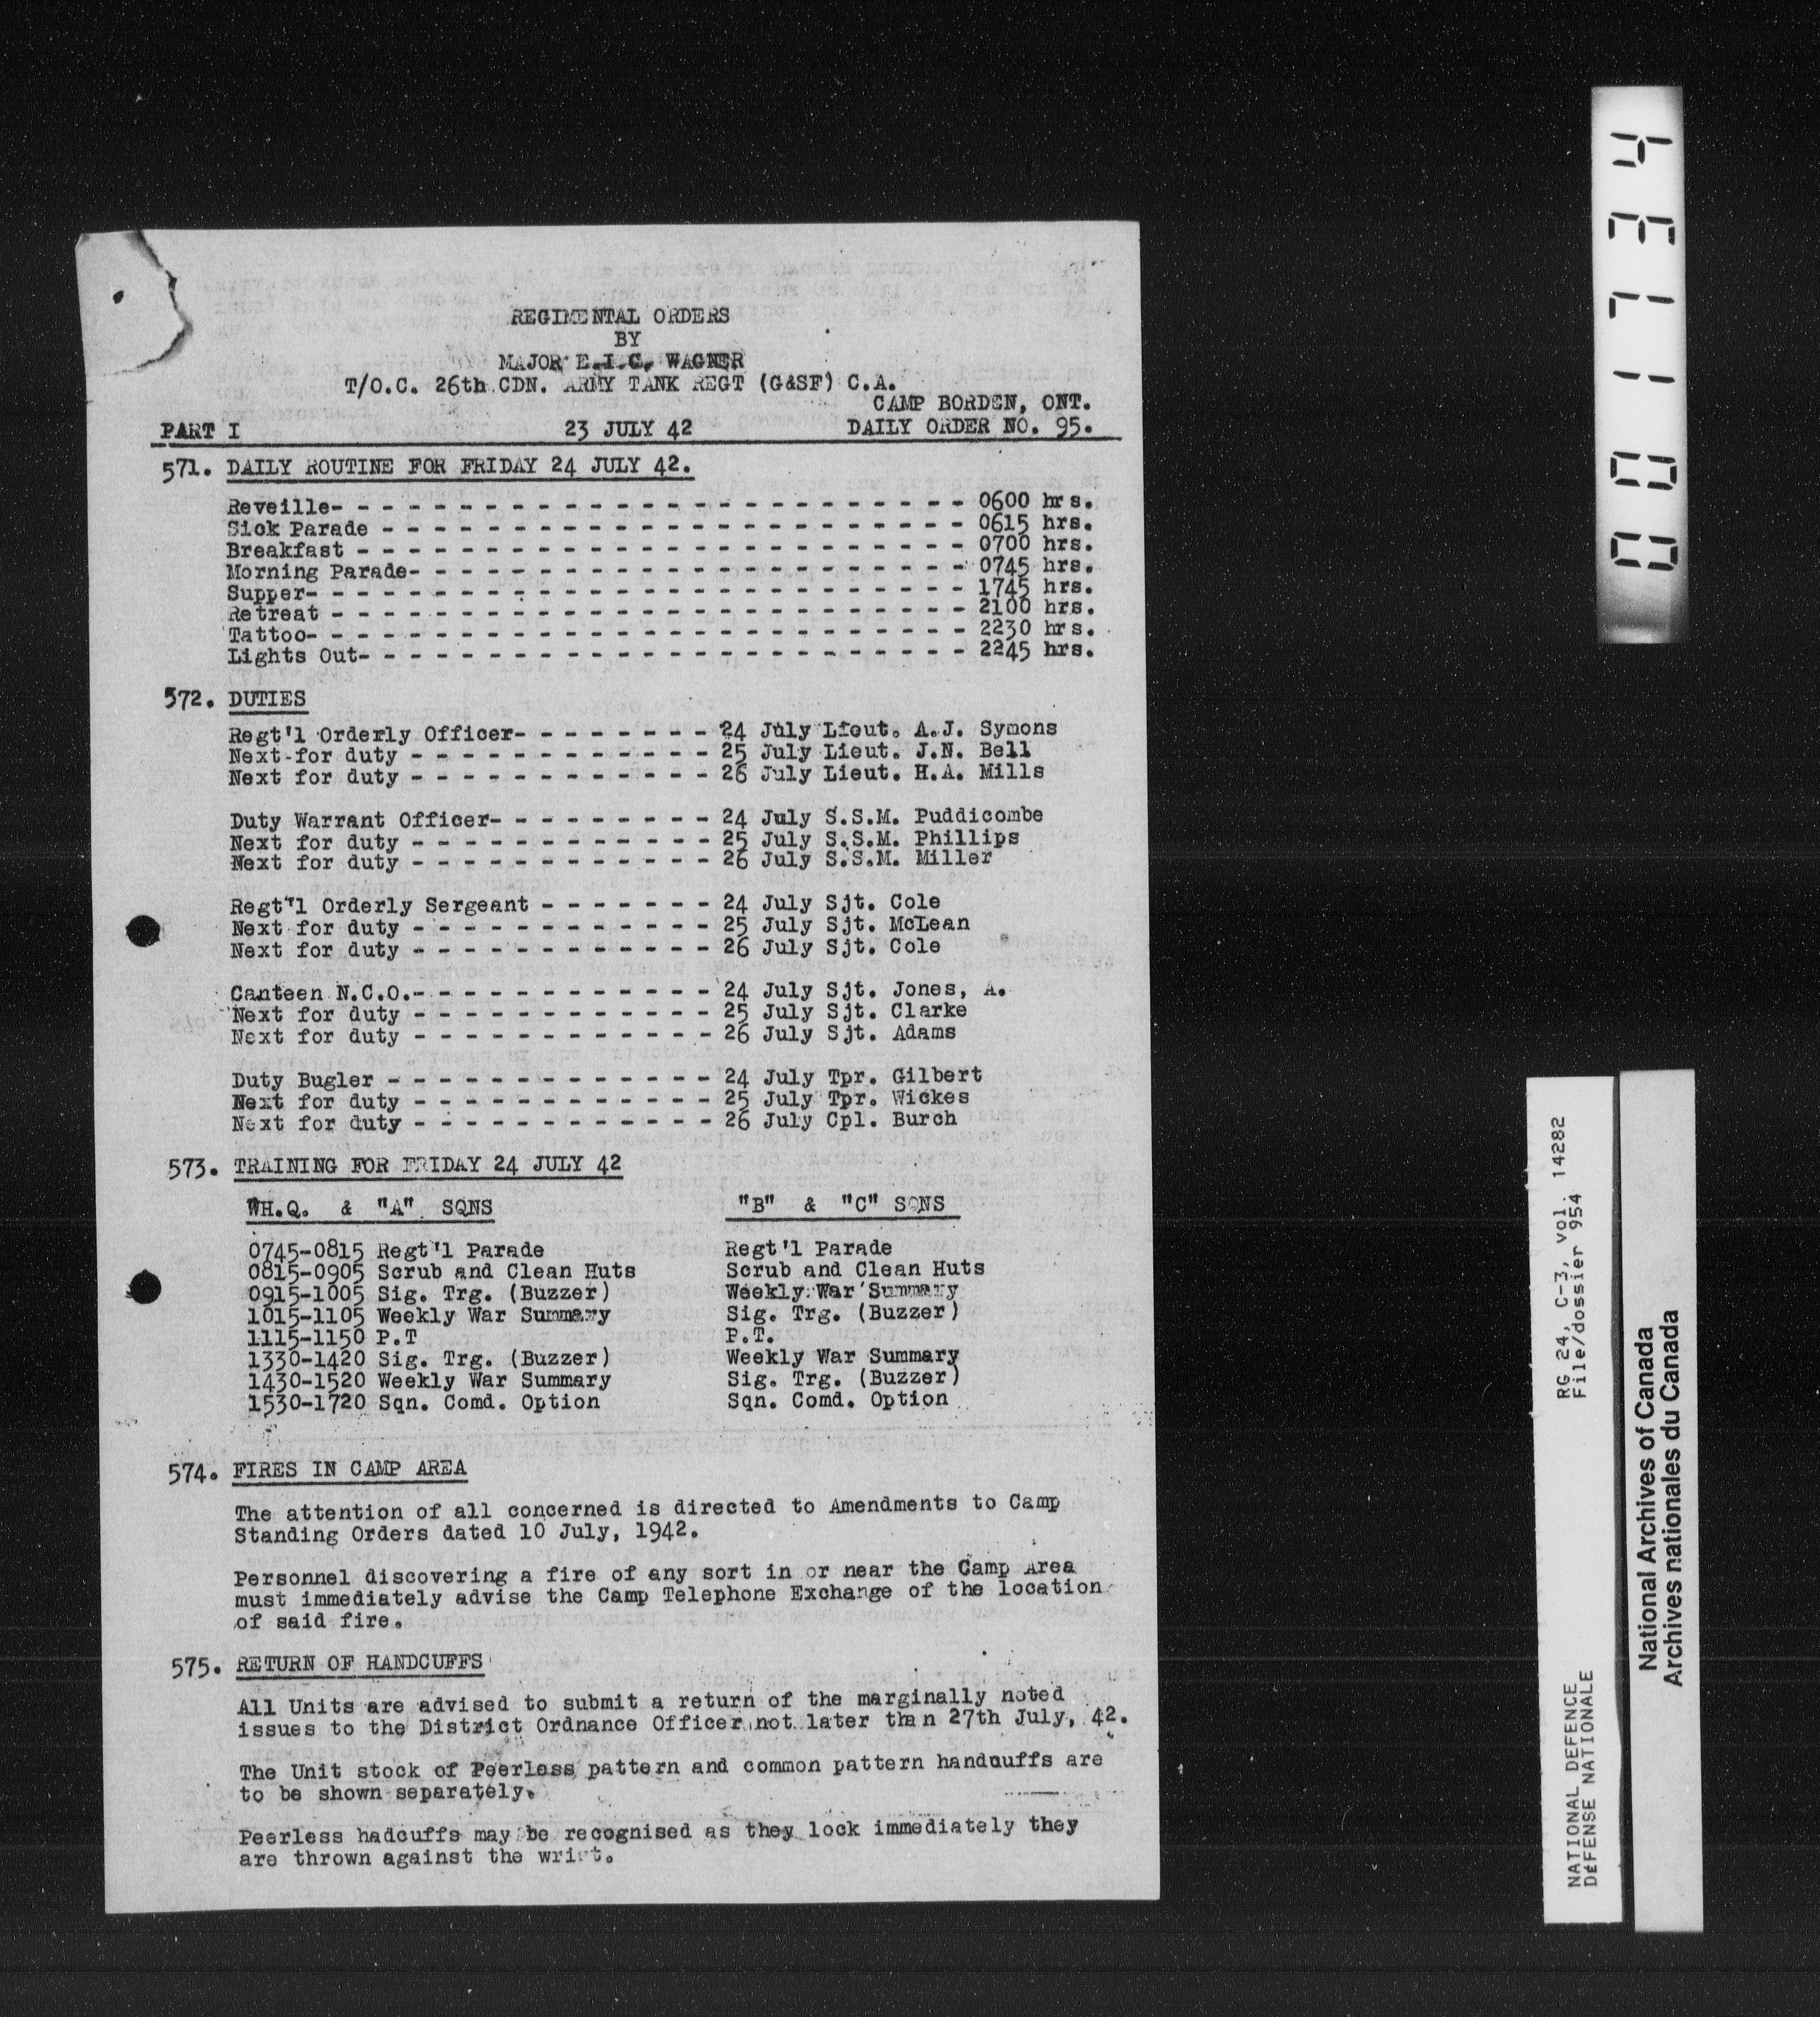 REGIMENTAL ORDERS
BY
MAJOR E.I.C. WAGNER
T/O.C. 26th CDN. ARMY TANK REGT (G&SF) C.A.
CAMP BORDEN, ONT.
PART I 23 JULY 42 DAILY ORDER NO. 95.
571. DAILY ROUTINE FOR FRIDAY 24 JULY 42.
Reveille- - - - - - - - - - - - - - - - - - - - - - - - - 0600 hrs.
Sick Parade - - - - - - - - - - - - - - - - - - - - - - - 0615 hrs.
Breakfast - - - - - - - - - - - - - - - - - - - - - - - - 0700 hrs.
Morning Parade- - - - - - - - - - - - - - - - - - - - - - 0745 hrs.
Supper- - - - - - - - - - - - - - - - - - - - - - - - - - 1745 hrs.
Retreat - - - - - - - - - - - - - - - - - - - - - - - - - 2100 hrs.
Tattoo- - - - - - - - - - - - - - - - - - - - - - - - - - 2230 hrs.
Lights Out- - - - - - - - - - - - - - - - - - - - - - - - 2245 hrs.
572. DUTIES
Regt'l Orderly Officer- - - - - - - - 24 July Lieut. A.J. Symons
Next for duty - - - - - - - - - - - - 25 July Lieut. J.N. Bell
Next for duty - - - - - - - - - - - - 26 July Lieut. H.A. Mills
Duty Warrant Officer- - - - - - - - - 24 July S.S.M. Puddicombe
Next for duty - - - - - - - - - - - - 25 July S.S.M. Phillips
Next for duty - - - - - - - - - - - - 26 July S.S.M. Miller
Regt'l Orderly Sergeant - - - - - - - 24 July Sjt. Cole
Next for duty - - - - - - - - - - - - 25 July Sjt. McLean
Next for duty - - - - - - - - - - - - 26 July Sjt. Cole
Canteen N.C.O.- - - - - - - - - - - - 24 July Sjt. Jones, A.
Next for duty - - - - - - - - - - - - 25 July Sjt. Clarke
Next for duty - - - - - - - - - - - - 26 July Sjt. Adams
Duty Bugler - - - - - - - - - - - - - 24 July Tpr. Gilbert
Next for duty - - - - - - - - - - - - 25 July Tpr. Wickes
Next for duty - - - - - - - - - - - - 26 July Cpl. Burch
573. TRAINING FOR FRIDAY 24 JULY 42
"H.Q. & "A" SQNS "B" & "C" SQNS
0745-0815 Regt'l Parade Regt'l Parade
0815-0905 Scrub and Clean Huts Scrub and Clean Huts
0915-1005 Sig. Trg. (Buzzer) Weekly War Summary
1015-1105 Weekly War Summary Sig. Trg. (Buzzer)
1115-1150 P.T P.T.
1330-1420 Sig. Trg. (Buzzer) Weekly War Summary
1430-1520 Weekly War Summary Sig. Trg. (Buzzer)
1530-1720 Sqn. Comd. Option Sqn. Comd. Option
574. FIRES IN CAMP AREA
The attention of all concerned is directed to Amendments to Camp
Standing Orders dated 10 July, 1942.
Personnel discovering a fire of any sort in or near the Camp Area
must immediately advise the Camp Telephone Exchange of the location
of said fire.
575. RETURN OF HANDCUFFS
All Units are advised to submit a return of the marginally noted
issues to the District Ordnance Officer not later than 27th July, 42.
The Unit stock of Peerless pattern and common pattern handcuffs are
to be shown separately.
Peerless hadcuffs may be recognised as they lock immediately they
are thrown against the wrist.
001734
RG 24, C-3, vol. 14282
File/dossier 954
NATIONAL DEFENCE
DÉFENSE NATIONALE
National Archives of Canada
Archives nationales du Canada